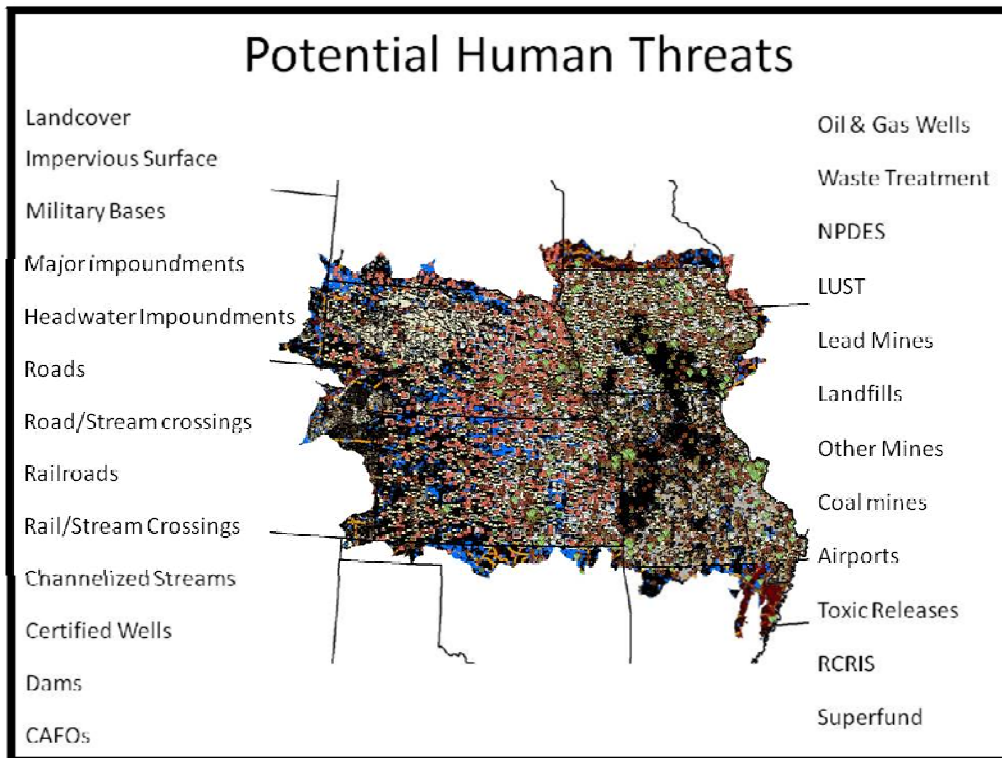 Potential Human Threats
Landcover
Impervious Surface
Military Bases
Major impoundments
Headwater Impoundments
Roads
Road/Stream crossings
Railroads
Rail/Stream Crossings
Channelized Streams
Certified Wells
Dams
CAFOs
Oil & Gas Wells
Waste Treatment
NPDES
LUST
Lead Mines
Landfills
Other Mines
Coal mines
Airports
Toxic Releases
RCRIS
Superfund